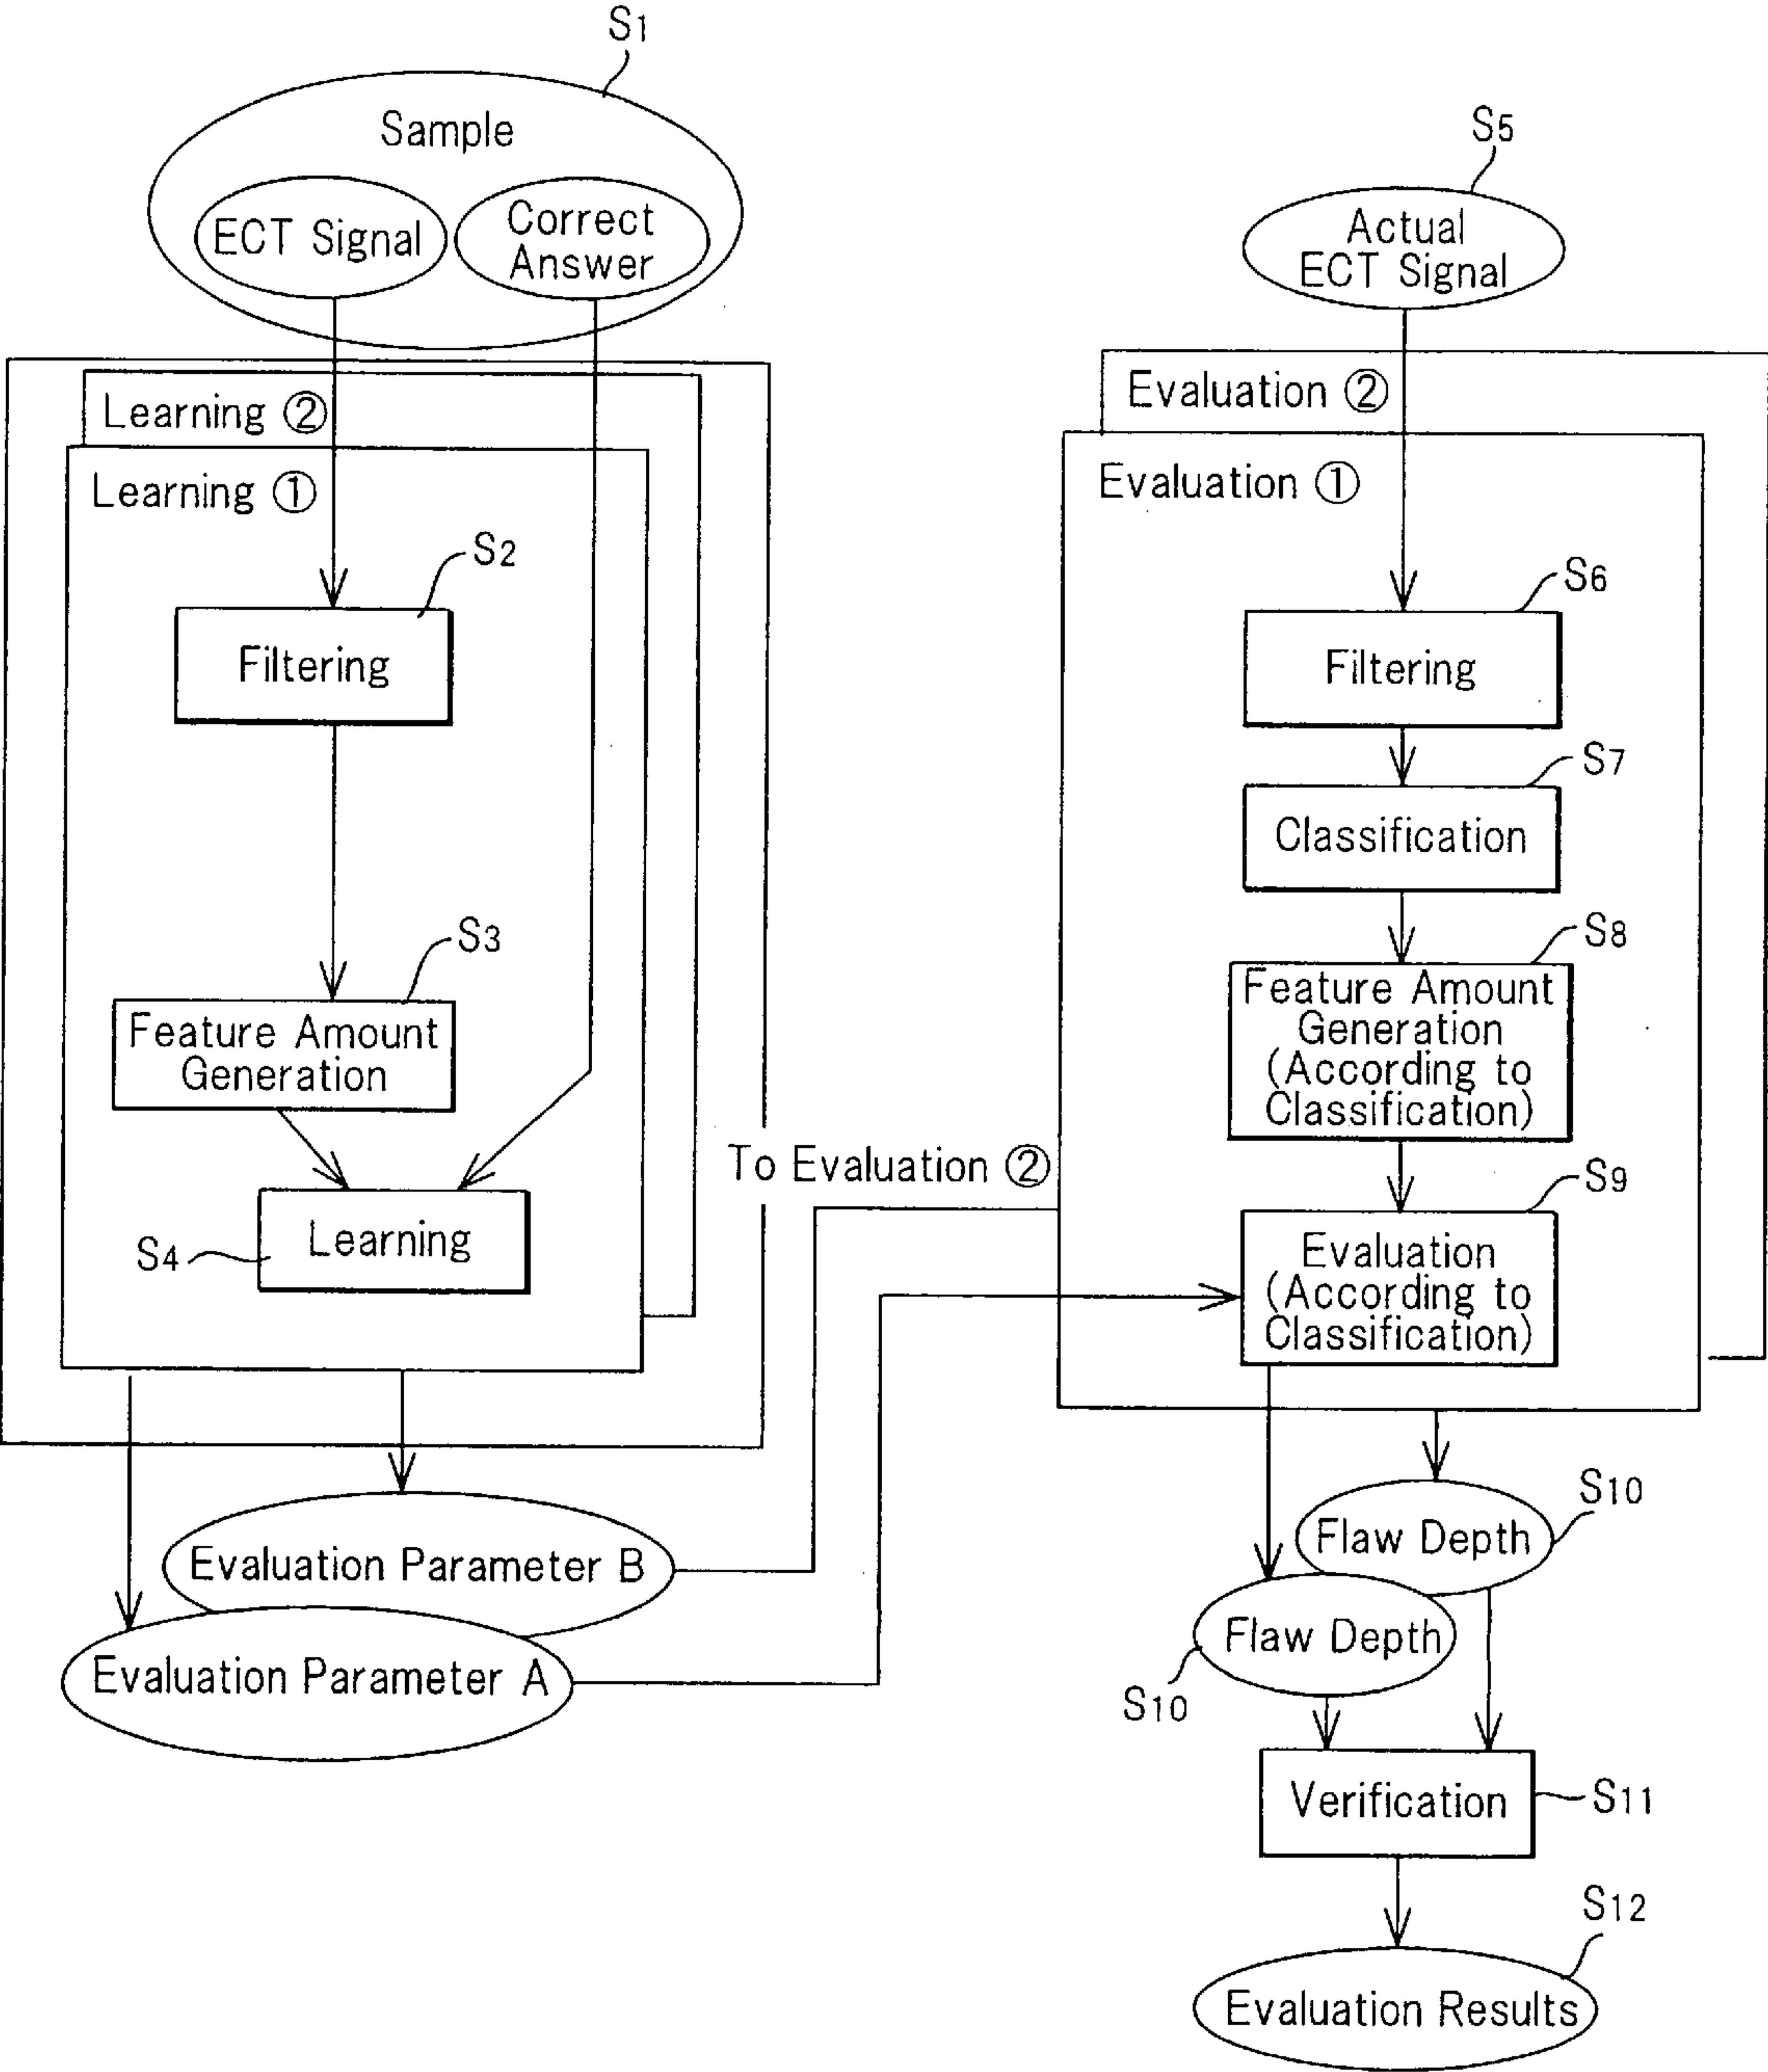 S1
Sample
ECT Signal
Correct
Answer
Learning ②
Learning ①
S2
Filtering
S3
Feature Amount
Generation
S4
Learning
Evaluation Parameter B
Evaluation Parameter A
To Evaluation ②
S5
Actual
ECT Signal
Evaluation ②
Evaluation ①
S6
Filtering
S7
Classification
S8
Feature Amount
Generation
(According to
Classification)
S9
Evaluation
(According to
Classification)
S10
Flaw Depth
Flaw Depth
S10
Verification
S11
S12
Evaluation Results